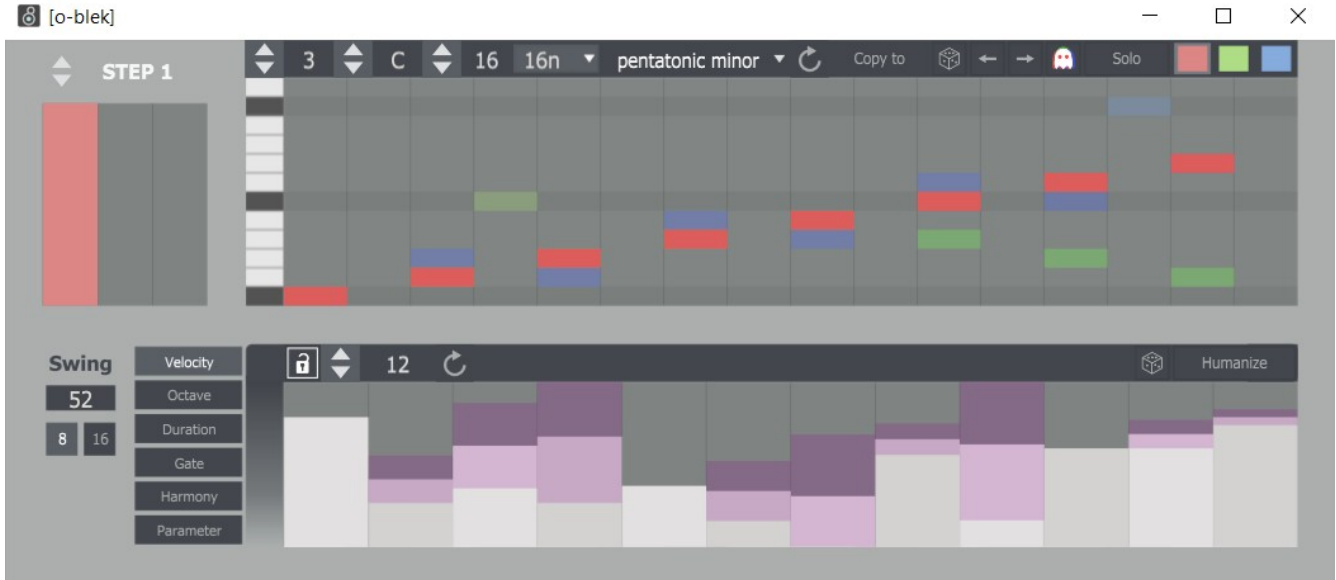 [o-blek]
STEP 1
3 C 16 16n pentatonic minor Copy to Solo
Swing
52
8 16
Velocity
Octave
Duration
Gate
Harmony
Parameter
12 Humanize